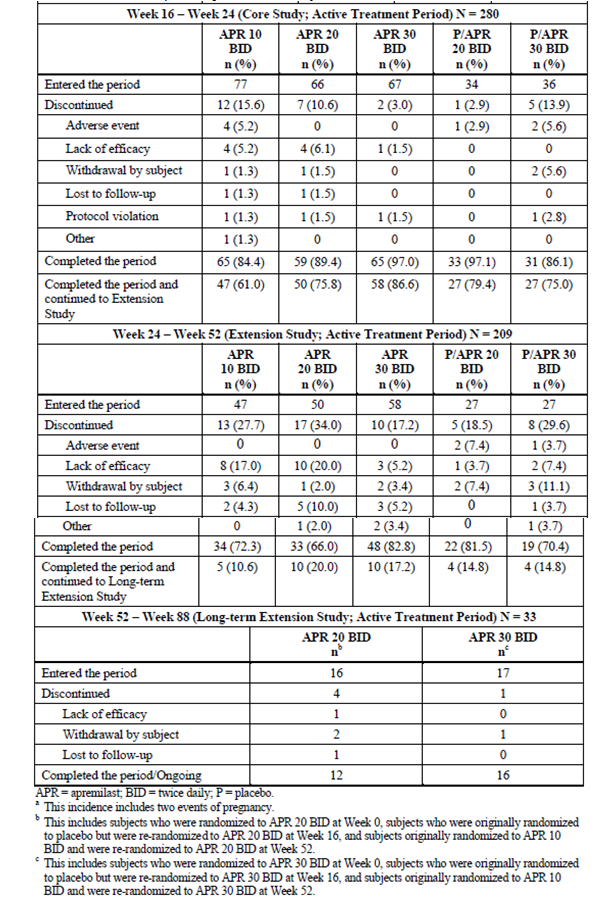 Week 16 – Week 24 (Core Study; Active Treatment Period) N = 280
APR 10 BID n (%) APR 20 BID n (%) APR 30 BID n (%) P/APR 20 BID n (%) P/APR 30 BID n (%)
Entered the period 77 66 67 34 36
Discontinued 12 (15.6) 7 (10.6) 2 (3.0) 1 (2.9) 5 (13.9)
Adverse event 4 (5.2) 0 0 1 (2.9) 2 (5.6)
Lack of efficacy 4 (5.2) 4 (6.1) 1 (1.5) 0 0
Withdrawal by subject 1 (1.3) 1 (1.5) 0 0 2 (5.6)
Lost to follow-up 1 (1.3) 1 (1.5) 0 0 0
Protocol violation 1 (1.3) 1 (1.5) 1 (1.5) 0 1 (2.8)
Other 1 (1.3) 0 0 0 0
Completed the period 65 (84.4) 59 (89.4) 65 (97.0) 33 (97.1) 31 (86.1)
Completed the period and continued to Extension Study 47 (61.0) 50 (75.8) 58 (86.6) 27 (79.4) 27 (75.0)
Week 24 – Week 52 (Extension Study; Active Treatment Period) N = 209
APR 10 BID n (%) APR 20 BID n (%) APR 30 BID n (%) P/APR 20 BID n (%) P/APR 30 BID n (%)
Entered the period 47 50 58 27 27
Discontinued 13 (27.7) 17 (34.0) 10 (17.2) 5 (18.5) 8 (29.6)
Adverse event 0 0 0 2 (7.4) 1 (3.7)
Lack of efficacy 8 (17.0) 10 (20.0) 3 (5.2) 1 (3.7) 2 (7.4)
Withdrawal by subject 3 (6.4) 1 (2.0) 2 (3.4) 2 (7.4) 3 (11.1)
Lost to follow-up 2 (4.3) 5 (10.0) 3 (5.2) 0 1 (3.7)
Other 0 1 (2.0) 2 (3.4) 0 1 (3.7)
Completed the period 34 (72.3) 33 (66.0) 48 (82.8) 22 (81.5) 19 (70.4)
Completed the period and continued to Long-term Extension Study 5 (10.6) 10 (20.0) 10 (17.2) 4 (14.8) 4 (14.8)
Week 52 – Week 88 (Long-term Extension Study; Active Treatment Period) N = 33
APR 20 BID n^b APR 30 BID n^c
Entered the period 16 17
Discontinued 4 1
Lack of efficacy 1 0
Withdrawal by subject 2 1
Lost to follow-up 1 0
Completed the period/Ongoing 12 16
APR = apremilast; BID = twice daily; P = placebo.
a This incidence includes two events of pregnancy.
b This includes subjects who were randomized to APR 20 BID at Week 0, subjects who were originally randomized
to placebo but were re-randomized to APR 20 BID at Week 16, and subjects originally randomized to APR 10
BID and were re-randomized to APR 20 BID at Week 52.
c This includes subjects who were randomized to APR 30 BID at Week 0, subjects who were originally randomized
to placebo but were re-randomized to APR 30 BID at Week 16, and subjects originally randomized to APR 10
BID and were re-randomized to APR 30 BID at Week 52.